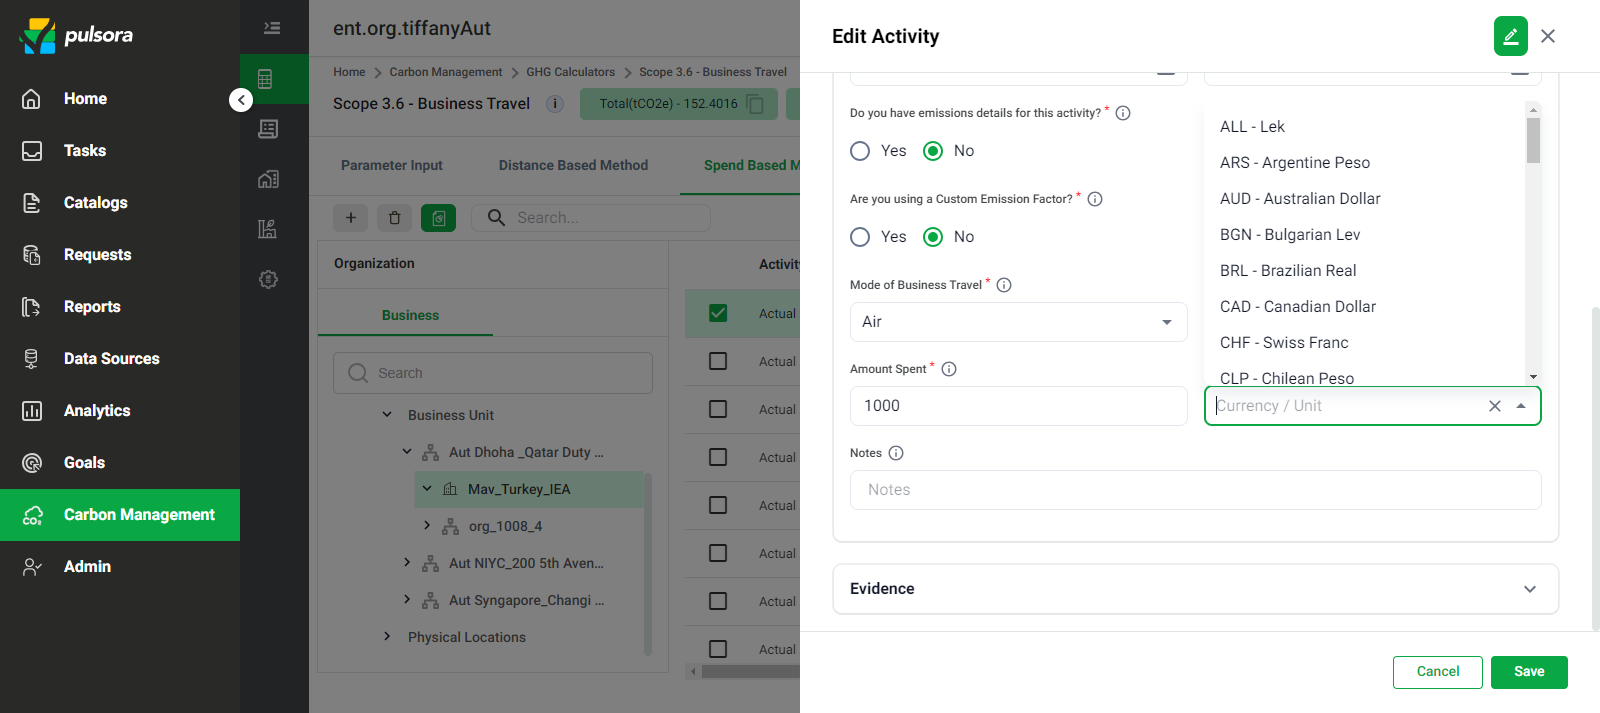 pulsora
Home
Tasks
Catalogs
Requests
Reports
Data Sources
Analytics
Goals
Carbon Management
Admin
ent.org.tiffanyAut
Home > Carbon Management > GHG Calculators > Scope 3.6 - Business Travel
Scope 3.6 - Business Travel i Total(tCO2e) - 152.4016
Parameter Input Distance Based Method Spend Based M
Search...
Organization
Business
Search
Business Unit
Aut Dhoha _Qatar Duty ...
Mav_Turkey_IEA
org_1008_4
Aut NIYC_200 5th Aven...
Aut Syngapore_Changi ...
Physical Locations
Activity
Actual
Actual
Actual
Actual
Actual
Actual
Actual
Actual
Edit Activity
Do you have emissions details for this activity? *
Yes No
Are you using a Custom Emission Factor? *
Yes No
Mode of Business Travel *
Air
Amount Spent *
1000
ALL - Lek
ARS - Argentine Peso
AUD - Australian Dollar
BGN - Bulgarian Lev
BRL - Brazilian Real
CAD - Canadian Dollar
CHF - Swiss Franc
CLP - Chilean Peso
Currency / Unit
Notes
Notes
Evidence
Cancel Save